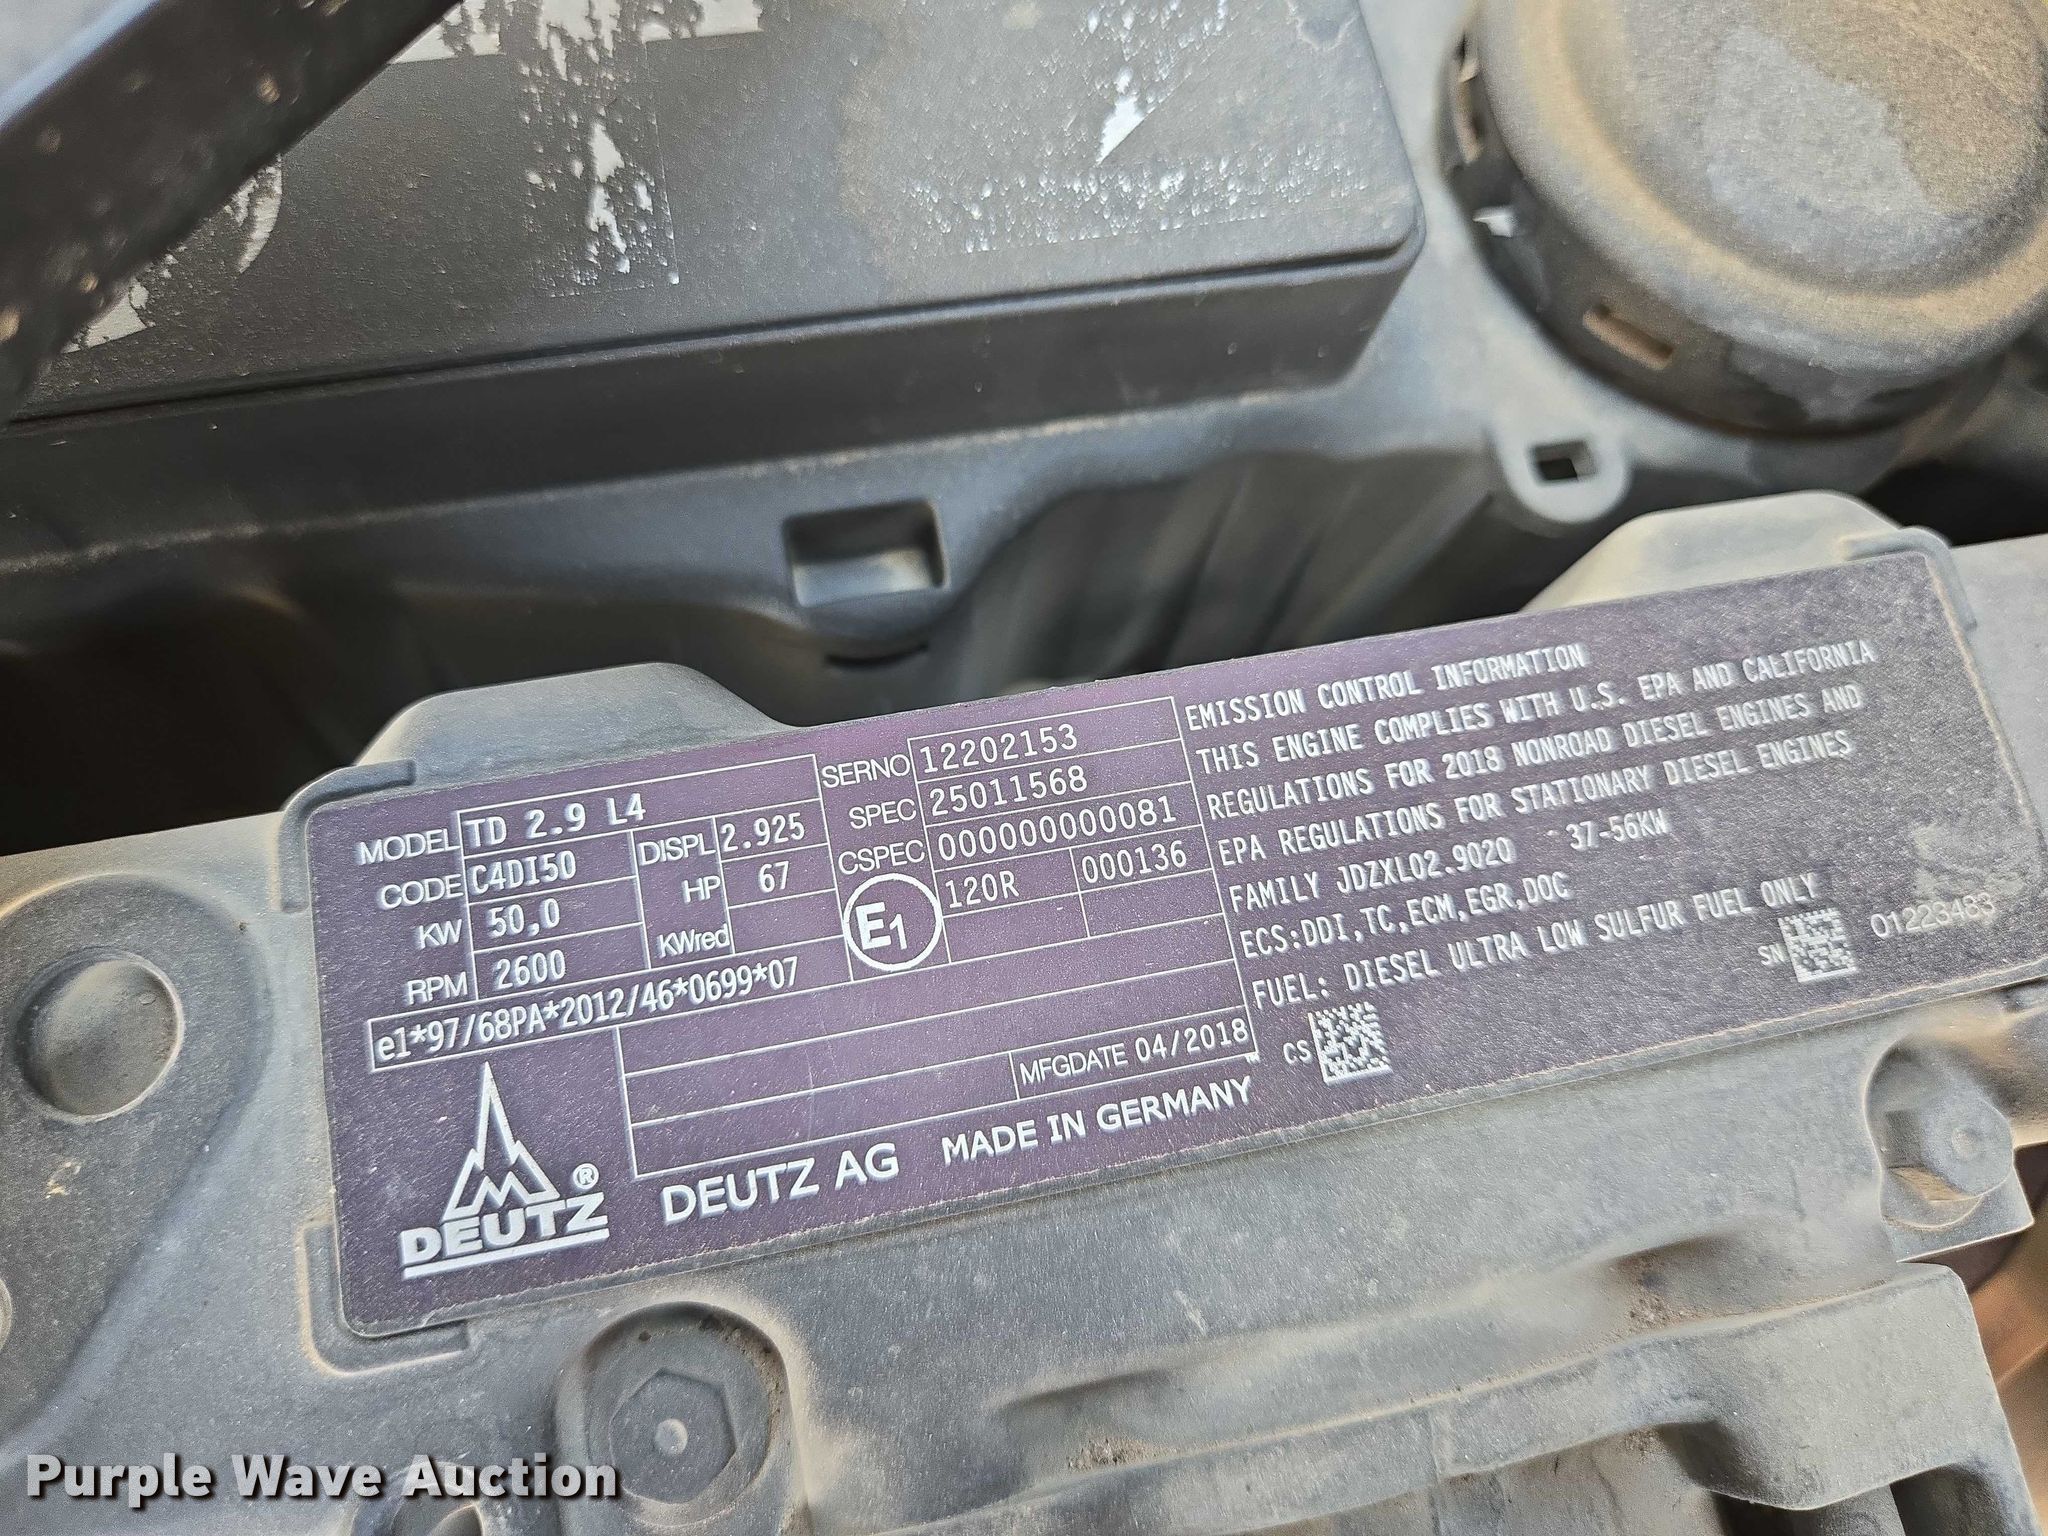 MODEL TD 2.9 L4
CODE C4DI50 DISPL 2.925
KW 50,0 HP 67
RPM 2600 KWred
e1*97/68PA*2012/46*0699*07
SERNO 12202153
SPEC 25011568
CSPEC 000000000081
E1 120R 000136
MFGDATE 04/2018
DEUTZ®
DEUTZ AG MADE IN GERMANY
EMISSION CONTROL INFORMATION
THIS ENGINE COMPLIES WITH U.S. EPA AND CALIFORNIA
REGULATIONS FOR 2018 NONROAD DIESEL ENGINES AND
EPA REGULATIONS FOR STATIONARY DIESEL ENGINES
FAMILY JDZXL02.9020 37-56KW
ECS:DDI,TC,ECM,EGR,DOC
FUEL: DIESEL ULTRA LOW SULFUR FUEL ONLY
CS SN 01223483
Purple Wave Auction